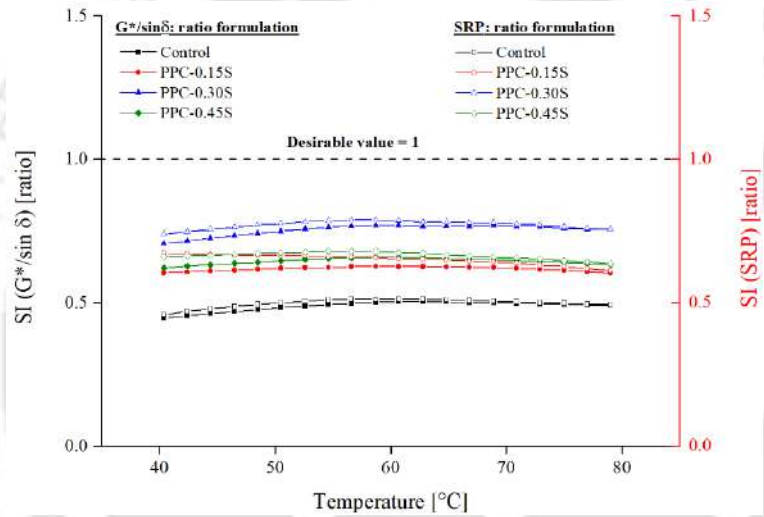 G*/sinδ: ratio formulation
Control
PPC-0.15S
PPC-0.30S
PPC-0.45S
SRP: ratio formulation
Control
PPC-0.15S
PPC-0.30S
PPC-0.45S
Desirable value = 1
SI (G*/sin δ) [ratio]
1.5
1.0
0.5
0.0
SI (SRP) [ratio]
1.5
1.0
0.5
0.0
40
50
60
70
80
Temperature [°C]